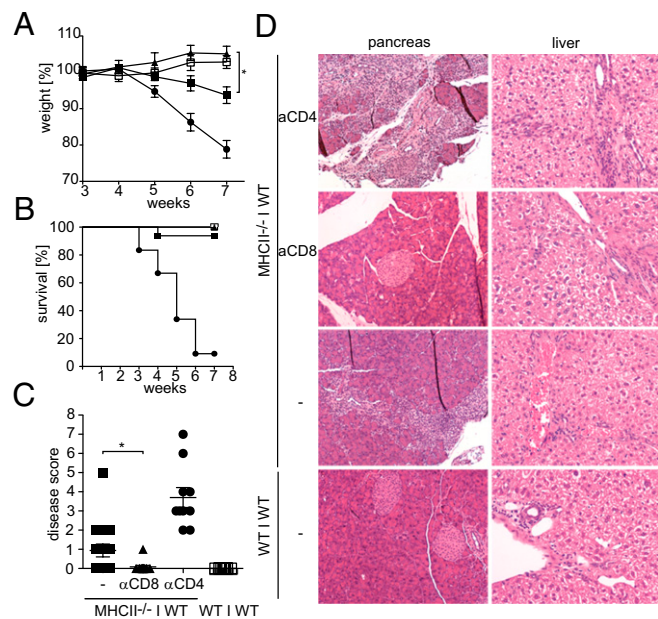 A
weight [%]
110
100
90
80
70
3 4 5 6 7
weeks
*
B
survival [%]
100
80
60
40
20
0
1 2 3 4 5 6 7 8
weeks
C
disease score
8
7
6
5
4
3
2
1
0
*
- αCD8 αCD4
MHCII-/- I WT WT I WT
D
pancreas liver
aCD4
aCD8
-
-
MHCII-/- I WT
WT I WT